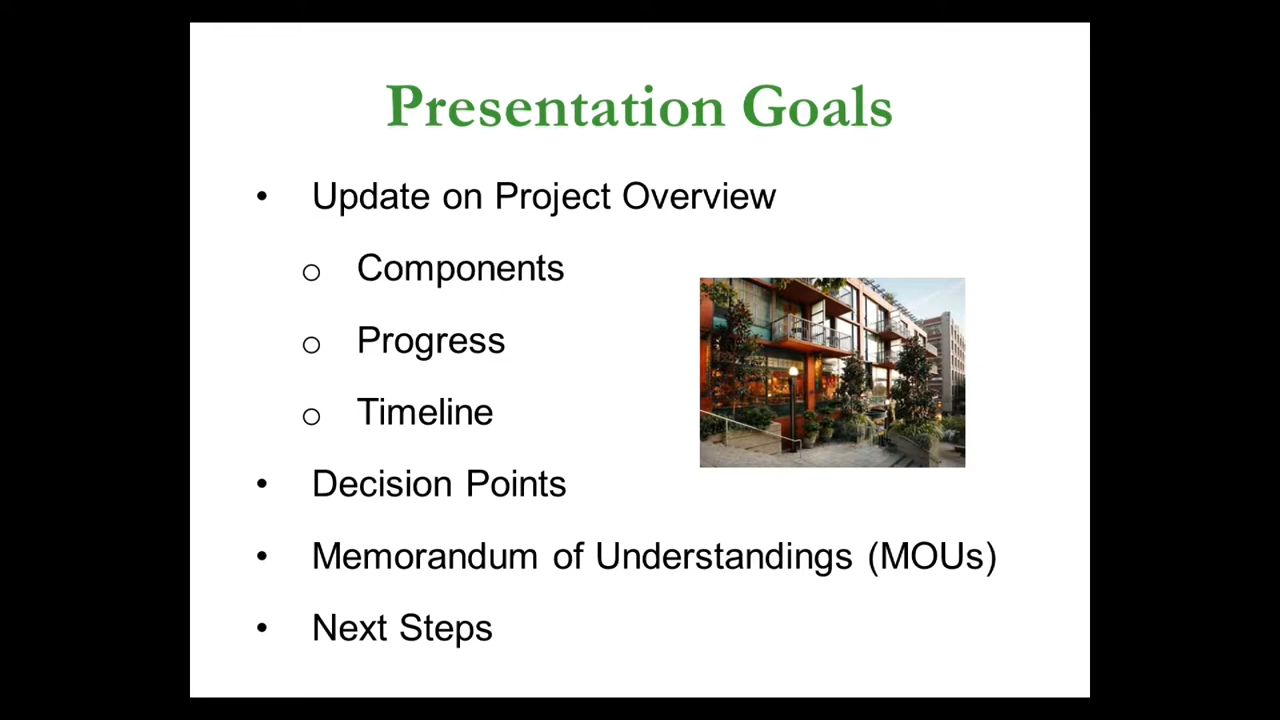 Presentation Goals
• Update on Project Overview
o Components
o Progress
o Timeline
• Decision Points
• Memorandum of Understandings (MOUs)
• Next Steps